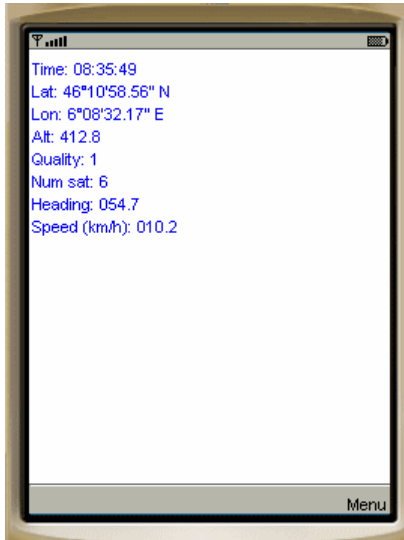 Time: 08:35:49
Lat: 46°10'58.56" N
Lon: 6°08'32.17" E
Alt: 412.8
Quality: 1
Num sat: 6
Heading: 054.7
Speed (km/h): 010.2
Menu